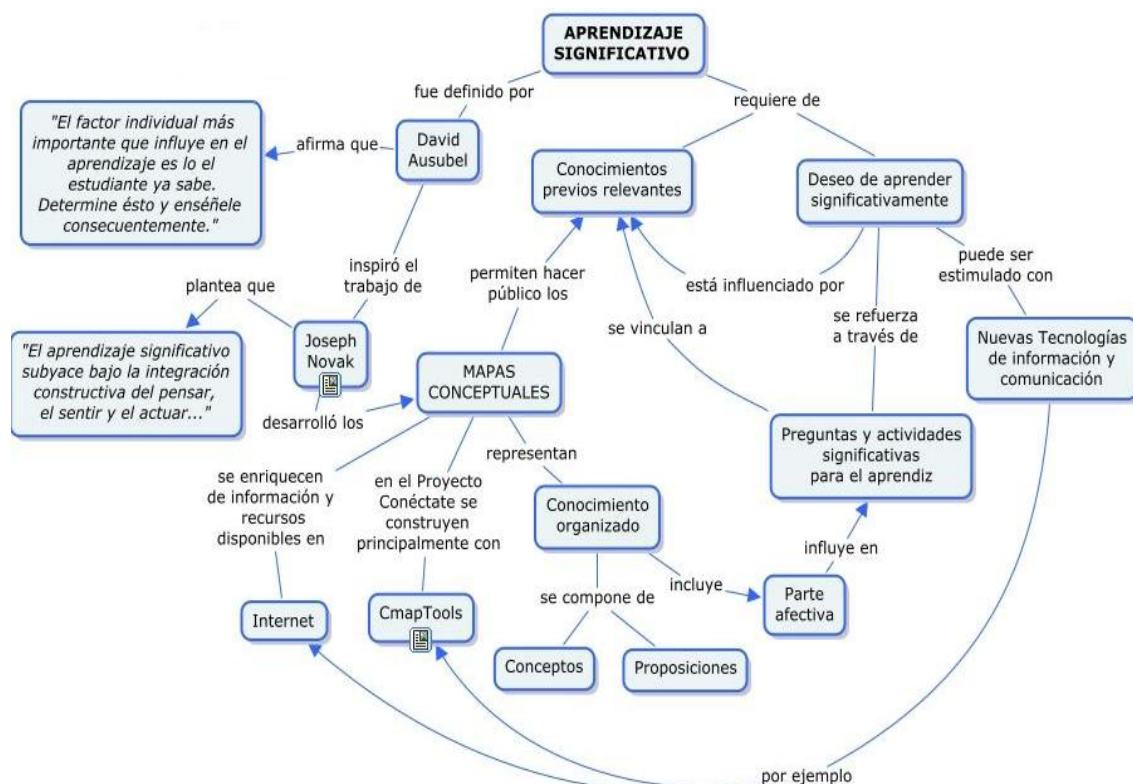 APRENDIZAJE
SIGNIFICATIVO
fue definido por
requiere de
"El factor individual más
importante que influye en el
aprendizaje es lo el
estudiante ya sabe.
Determine ésto y enséñele
consecuentemente."
afirma que
David
Ausubel
Conocimientos
previos relevantes
Deseo de aprender
significativamente
inspiró el
trabajo de
permiten hacer
público los
está influenciado por
puede ser
estimulado con
plantea que
se vinculan a
se refuerza
a través de
"El aprendizaje significativo
subyace bajo la integración
constructiva del pensar,
el sentir y el actuar..."
Joseph
Novak
desarrolló los
MAPAS
CONCEPTUALES
Nuevas Tecnologías
de información y
comunicación
Preguntas y actividades
significativas
para el aprendiz
se enriquecen
de información y
recursos
disponibles en
en el Proyecto
Conéctate se
construyen
principalmente con
representan
Conocimiento
organizado
influye en
incluye
Parte
afectiva
se compone de
Internet
CmapTools
Conceptos
Proposiciones
por ejemplo